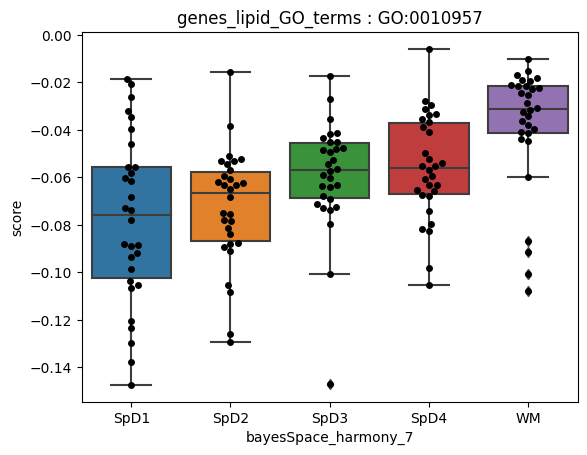 genes_lipid_GO_terms : GO:0010957
0.00
−0.02
−0.04
−0.06
−0.08
−0.10
−0.12
−0.14
score
SpD1 SpD2 SpD3 SpD4 WM
bayesSpace_harmony_7